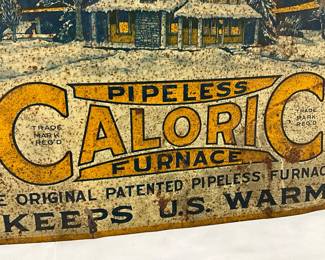 PIPELESS
CALORIC
TRADE
MARK
REG'D
TRADE
MARK
REG'D
FURNACE
E ORIGINAL PATENTED PIPELESS FURNAC
KEEPS U.S. WARM